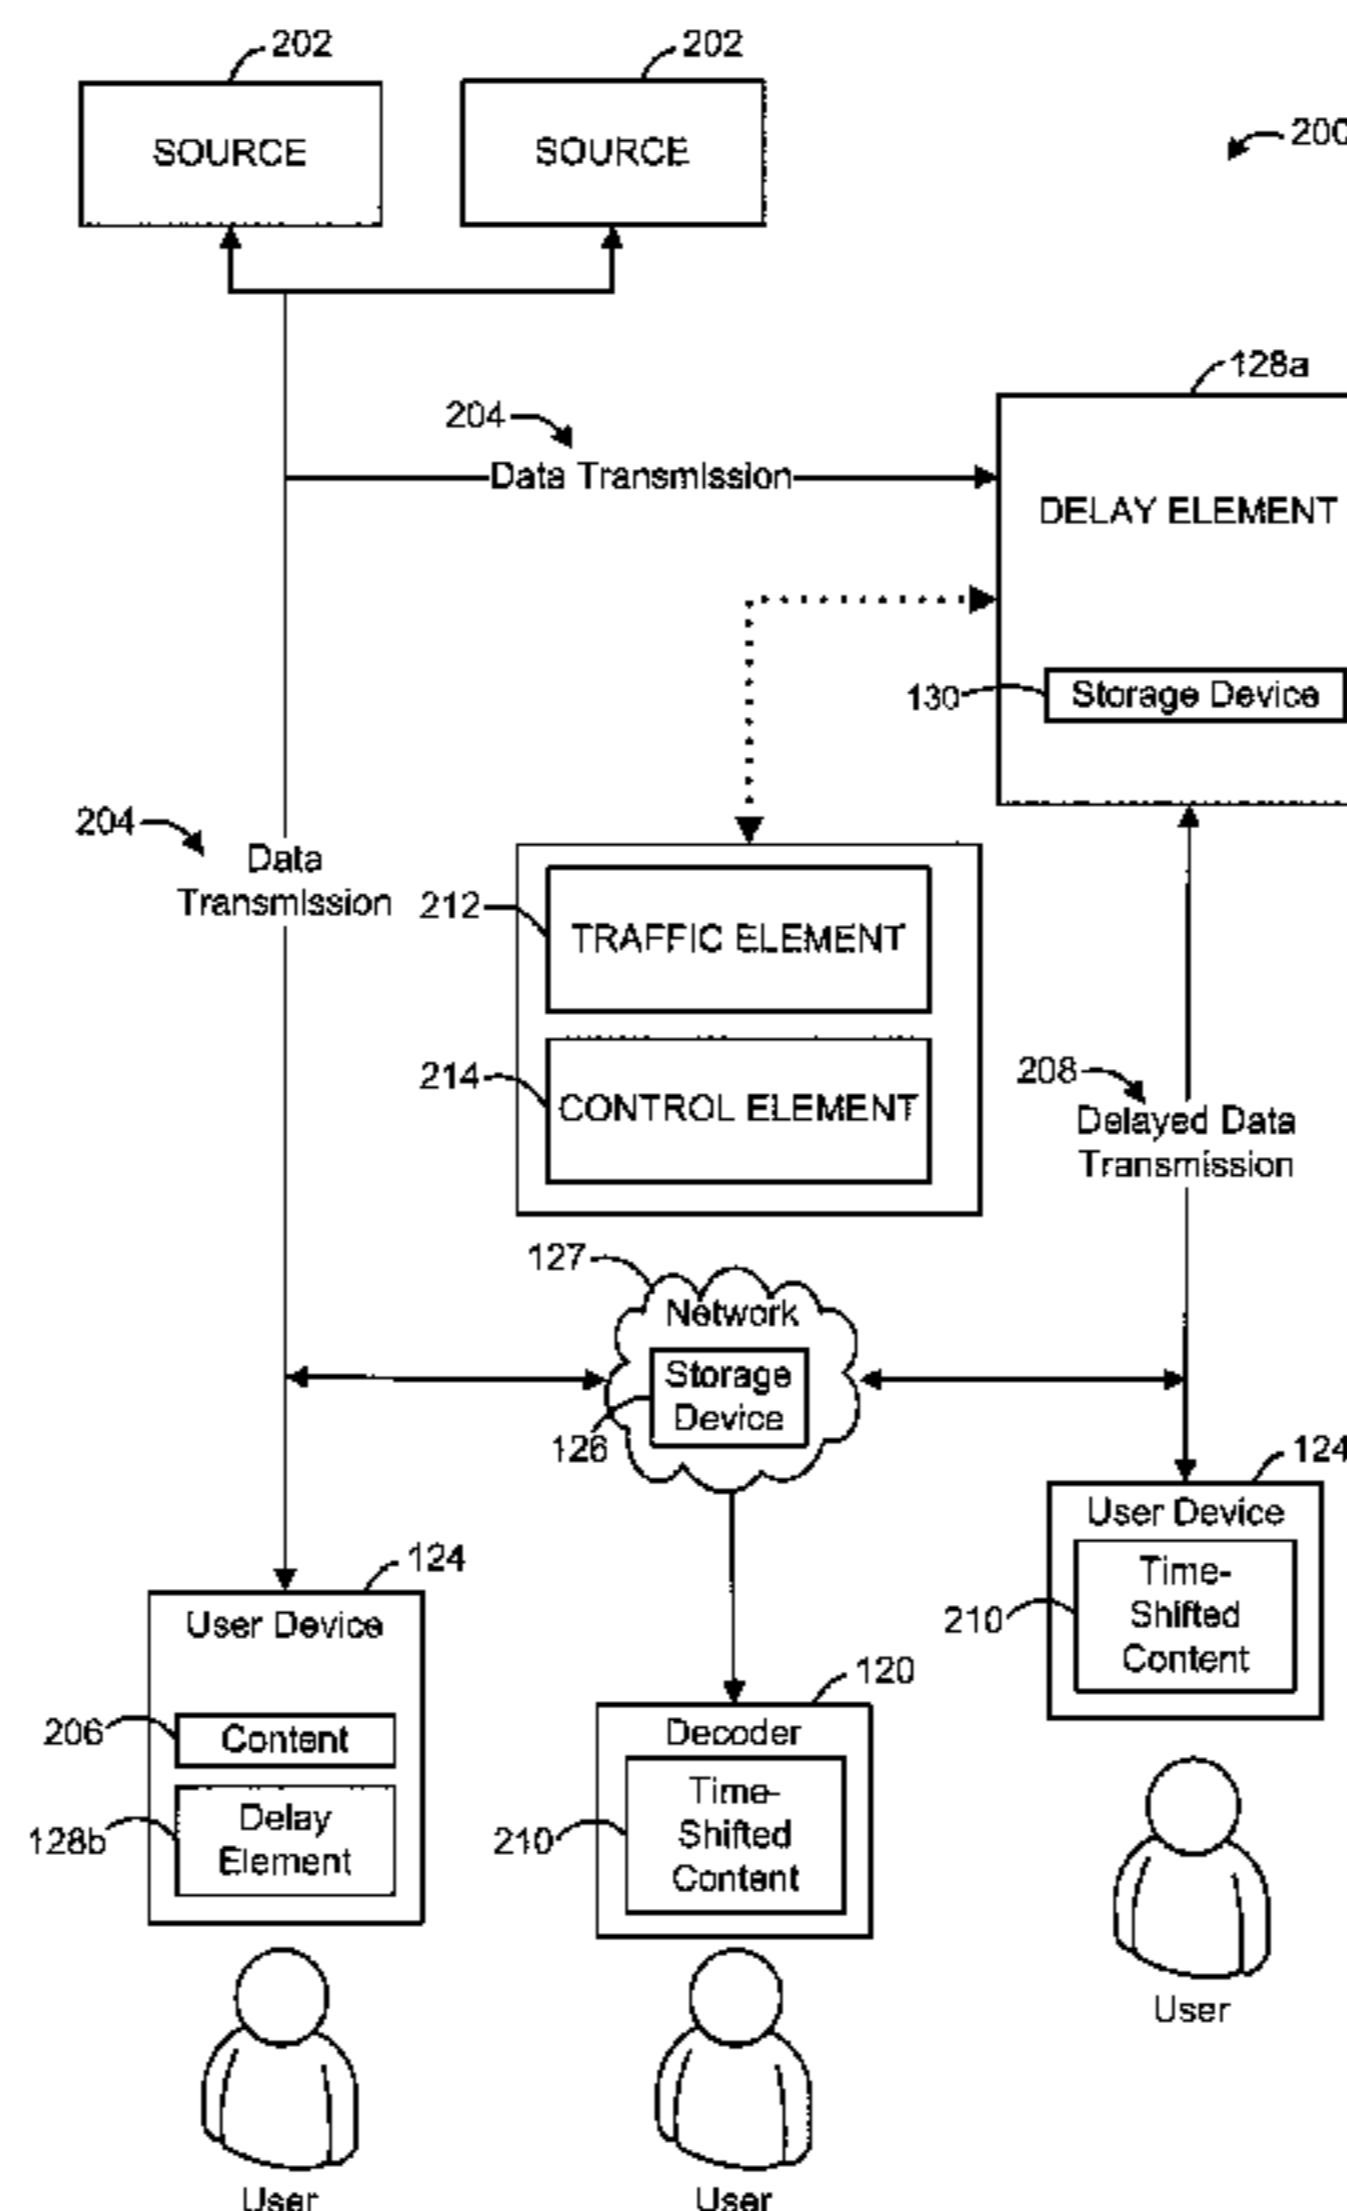 202
202
SOURCE
SOURCE
200
128a
204
Data Transmission
DELAY ELEMENT
130
Storage Device
204
Data
Transmission
212
TRAFFIC ELEMENT
214
CONTROL ELEMENT
208
Delayed Data
Transmission
127
Network
Storage
Device
126
124
User Device
Time-
Shifted
Content
210
124
User Device
206
Content
128b
Delay
Element
120
Decoder
Time-
Shifted
Content
210
User
User
User